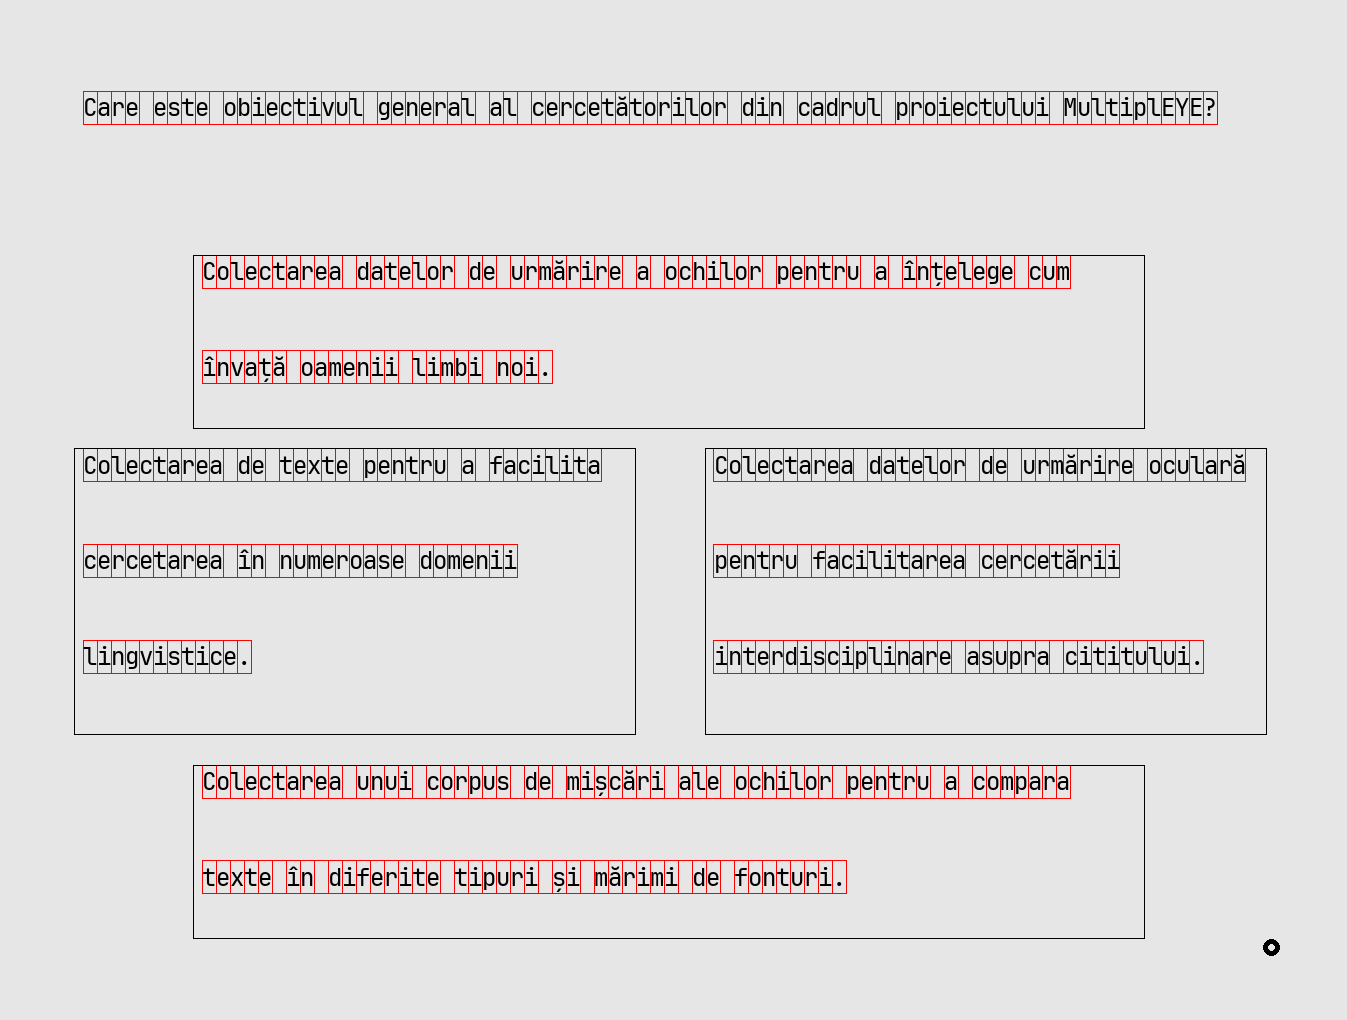 Care este obiectivul general al cercetătorilor din cadrul proiectului MultiplEYE?
Colectarea datelor de urmărire a ochilor pentru a înțelege cum
învață oamenii limbi noi.
Colectarea de texte pentru a facilita
cercetarea în numeroase domenii
lingvistice.
Colectarea datelor de urmărire oculară
pentru facilitarea cercetării
interdisciplinare asupra cititului.
Colectarea unui corpus de mișcări ale ochilor pentru a compara
texte în diferite tipuri și mărimi de fonturi.